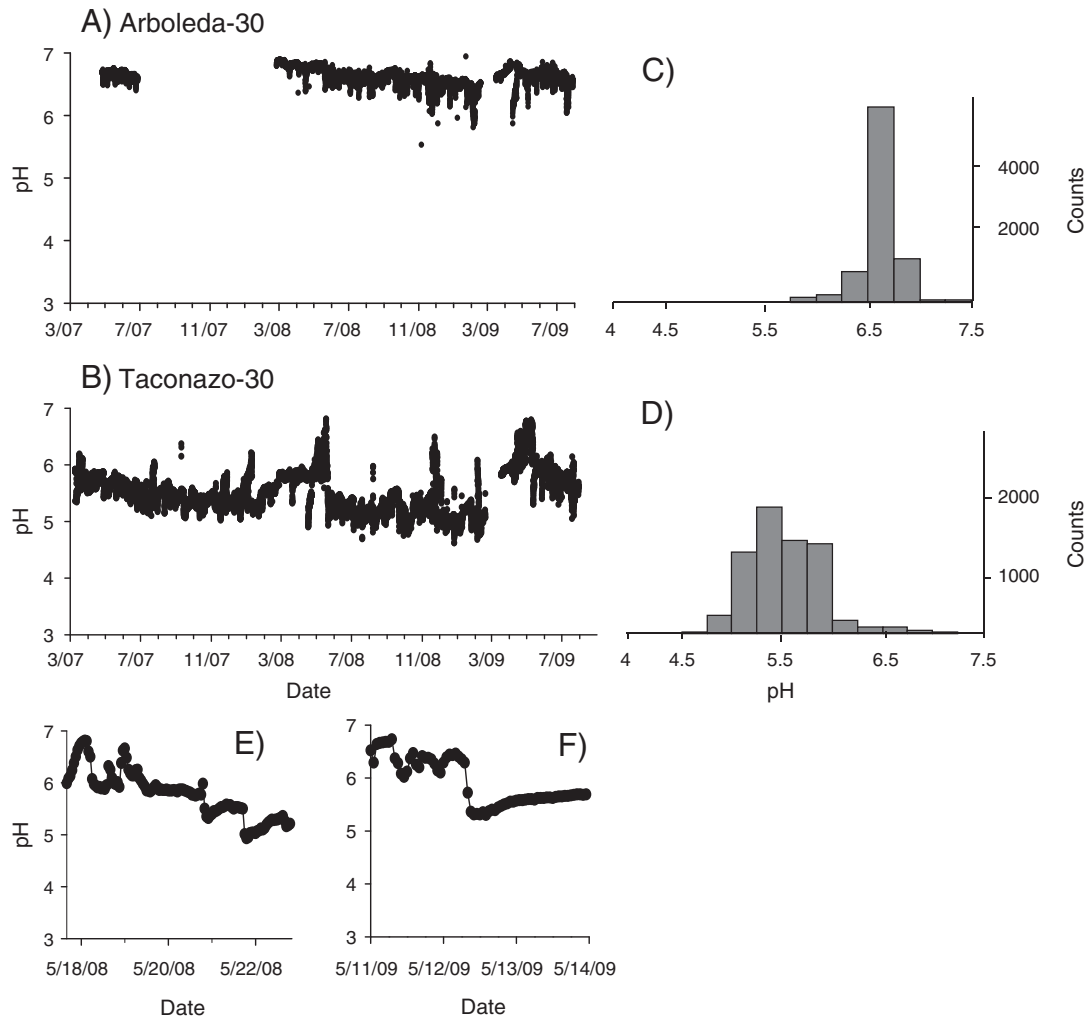 A) Arboleda-30
7
6
5
4
3
pH
3/07 7/07 11/07 3/08 7/08 11/08 3/09 7/09
C)
4000
2000
Counts
4 4.5 5.5 6.5 7.5
B) Taconazo-30
7
6
5
4
3
pH
3/07 7/07 11/07 3/08 7/08 11/08 3/09 7/09
Date
D)
2000
1000
Counts
4 4.5 5.5 6.5 7.5
pH
E)
7
6
5
4
3
pH
5/18/08 5/20/08 5/22/08
Date
F)
7
6
5
4
3
5/11/09 5/12/09 5/13/09 5/14/09
Date